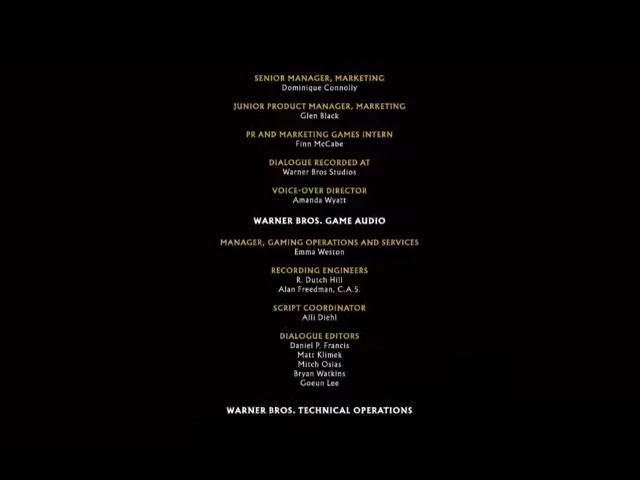 SENIOR MANAGER, MARKETING
Dominique Connolly
JUNIOR PRODUCT MANAGER, MARKETING
Glen Black
PR AND MARKETING GAMES INTERN
Finn McCabe
DIALOGUE RECORDED AT
Warner Bros Studios
VOICE-OVER DIRECTOR
Amanda Wyatt
WARNER BROS. GAME AUDIO
MANAGER, GAMING OPERATIONS AND SERVICES
Emma Weston
RECORDING ENGINEERS
R. Dutch Hill
Alan Freedman, C.A.S.
SCRIPT COORDINATOR
Alli Diehl
DIALOGUE EDITORS
Daniel P. Francis
Matt Klimek
Mitch Osias
Bryan Watkins
Goeun Lee
WARNER BROS. TECHNICAL OPERATIONS